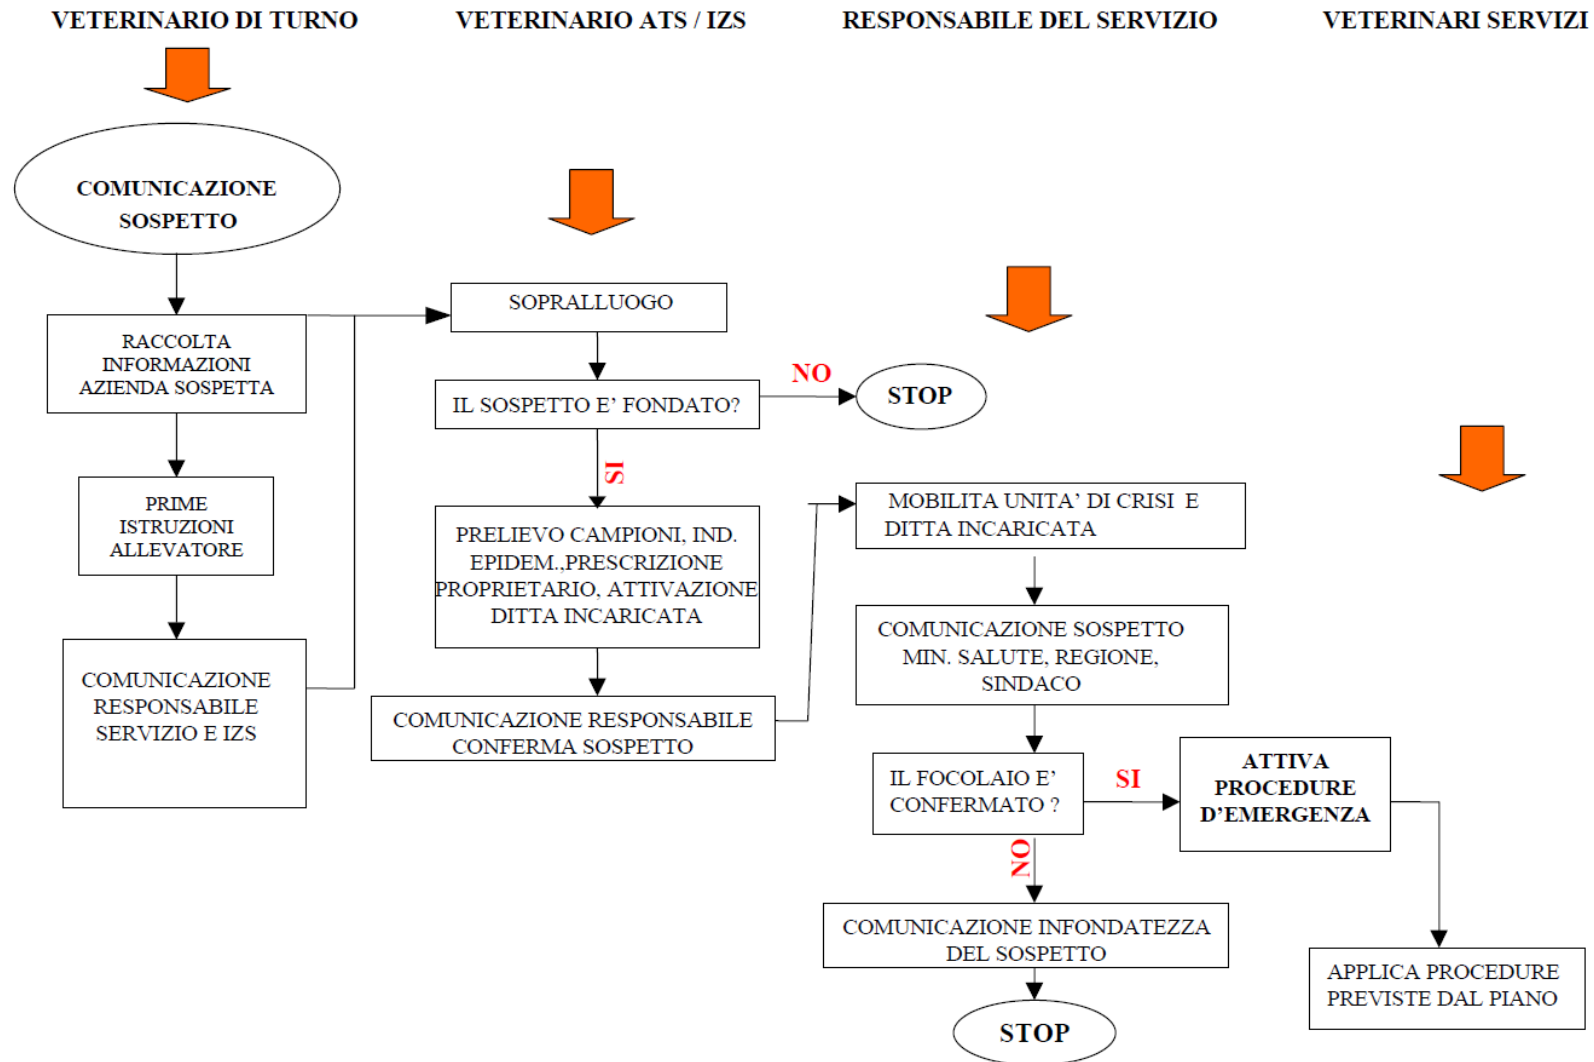 VETERINARIO DI TURNO
VETERINARIO ATS / IZS
RESPONSABILE DEL SERVIZIO
VETERINARI SERVIZI
COMUNICAZIONE
SOSPETTO
RACCOLTA
INFORMAZIONI
AZIENDA SOSPETTA
PRIME
ISTRUZIONI
ALLEVATORE
COMUNICAZIONE
RESPONSABILE
SERVIZIO E IZS
SOPRALLUOGO
IL SOSPETTO E’ FONDATO?
NO
STOP
SI
PRELIEVO CAMPIONI, IND.
EPIDEM.,PRESCRIZIONE
PROPRIETARIO, ATTIVAZIONE
DITTA INCARICATA
COMUNICAZIONE RESPONSABILE
CONFERMA SOSPETTO
MOBILITA UNITA’ DI CRISI E
DITTA INCARICATA
COMUNICAZIONE SOSPETTO
MIN. SALUTE, REGIONE,
SINDACO
IL FOCOLAIO E’
CONFERMATO ?
SI
ATTIVA
PROCEDURE
D’EMERGENZA
NO
COMUNICAZIONE INFONDATEZZA
DEL SOSPETTO
STOP
APPLICA PROCEDURE
PREVISTE DAL PIANO